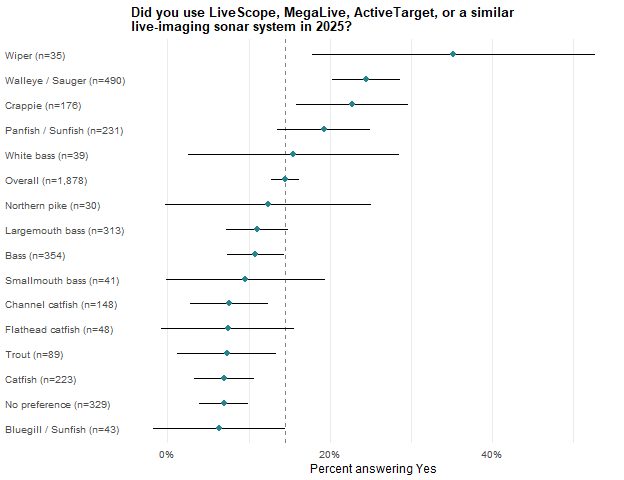 Did you use LiveScope, MegaLive, ActiveTarget, or a similar
live-imaging sonar system in 2025?
Wiper (n=35)
Walleye / Sauger (n=490)
Crappie (n=176)
Panfish / Sunfish (n=231)
White bass (n=39)
Overall (n=1,878)
Northern pike (n=30)
Largemouth bass (n=313)
Bass (n=354)
Smallmouth bass (n=41)
Channel catfish (n=148)
Flathead catfish (n=48)
Trout (n=89)
Catfish (n=223)
No preference (n=329)
Bluegill / Sunfish (n=43)
0%
20%
40%
Percent answering Yes